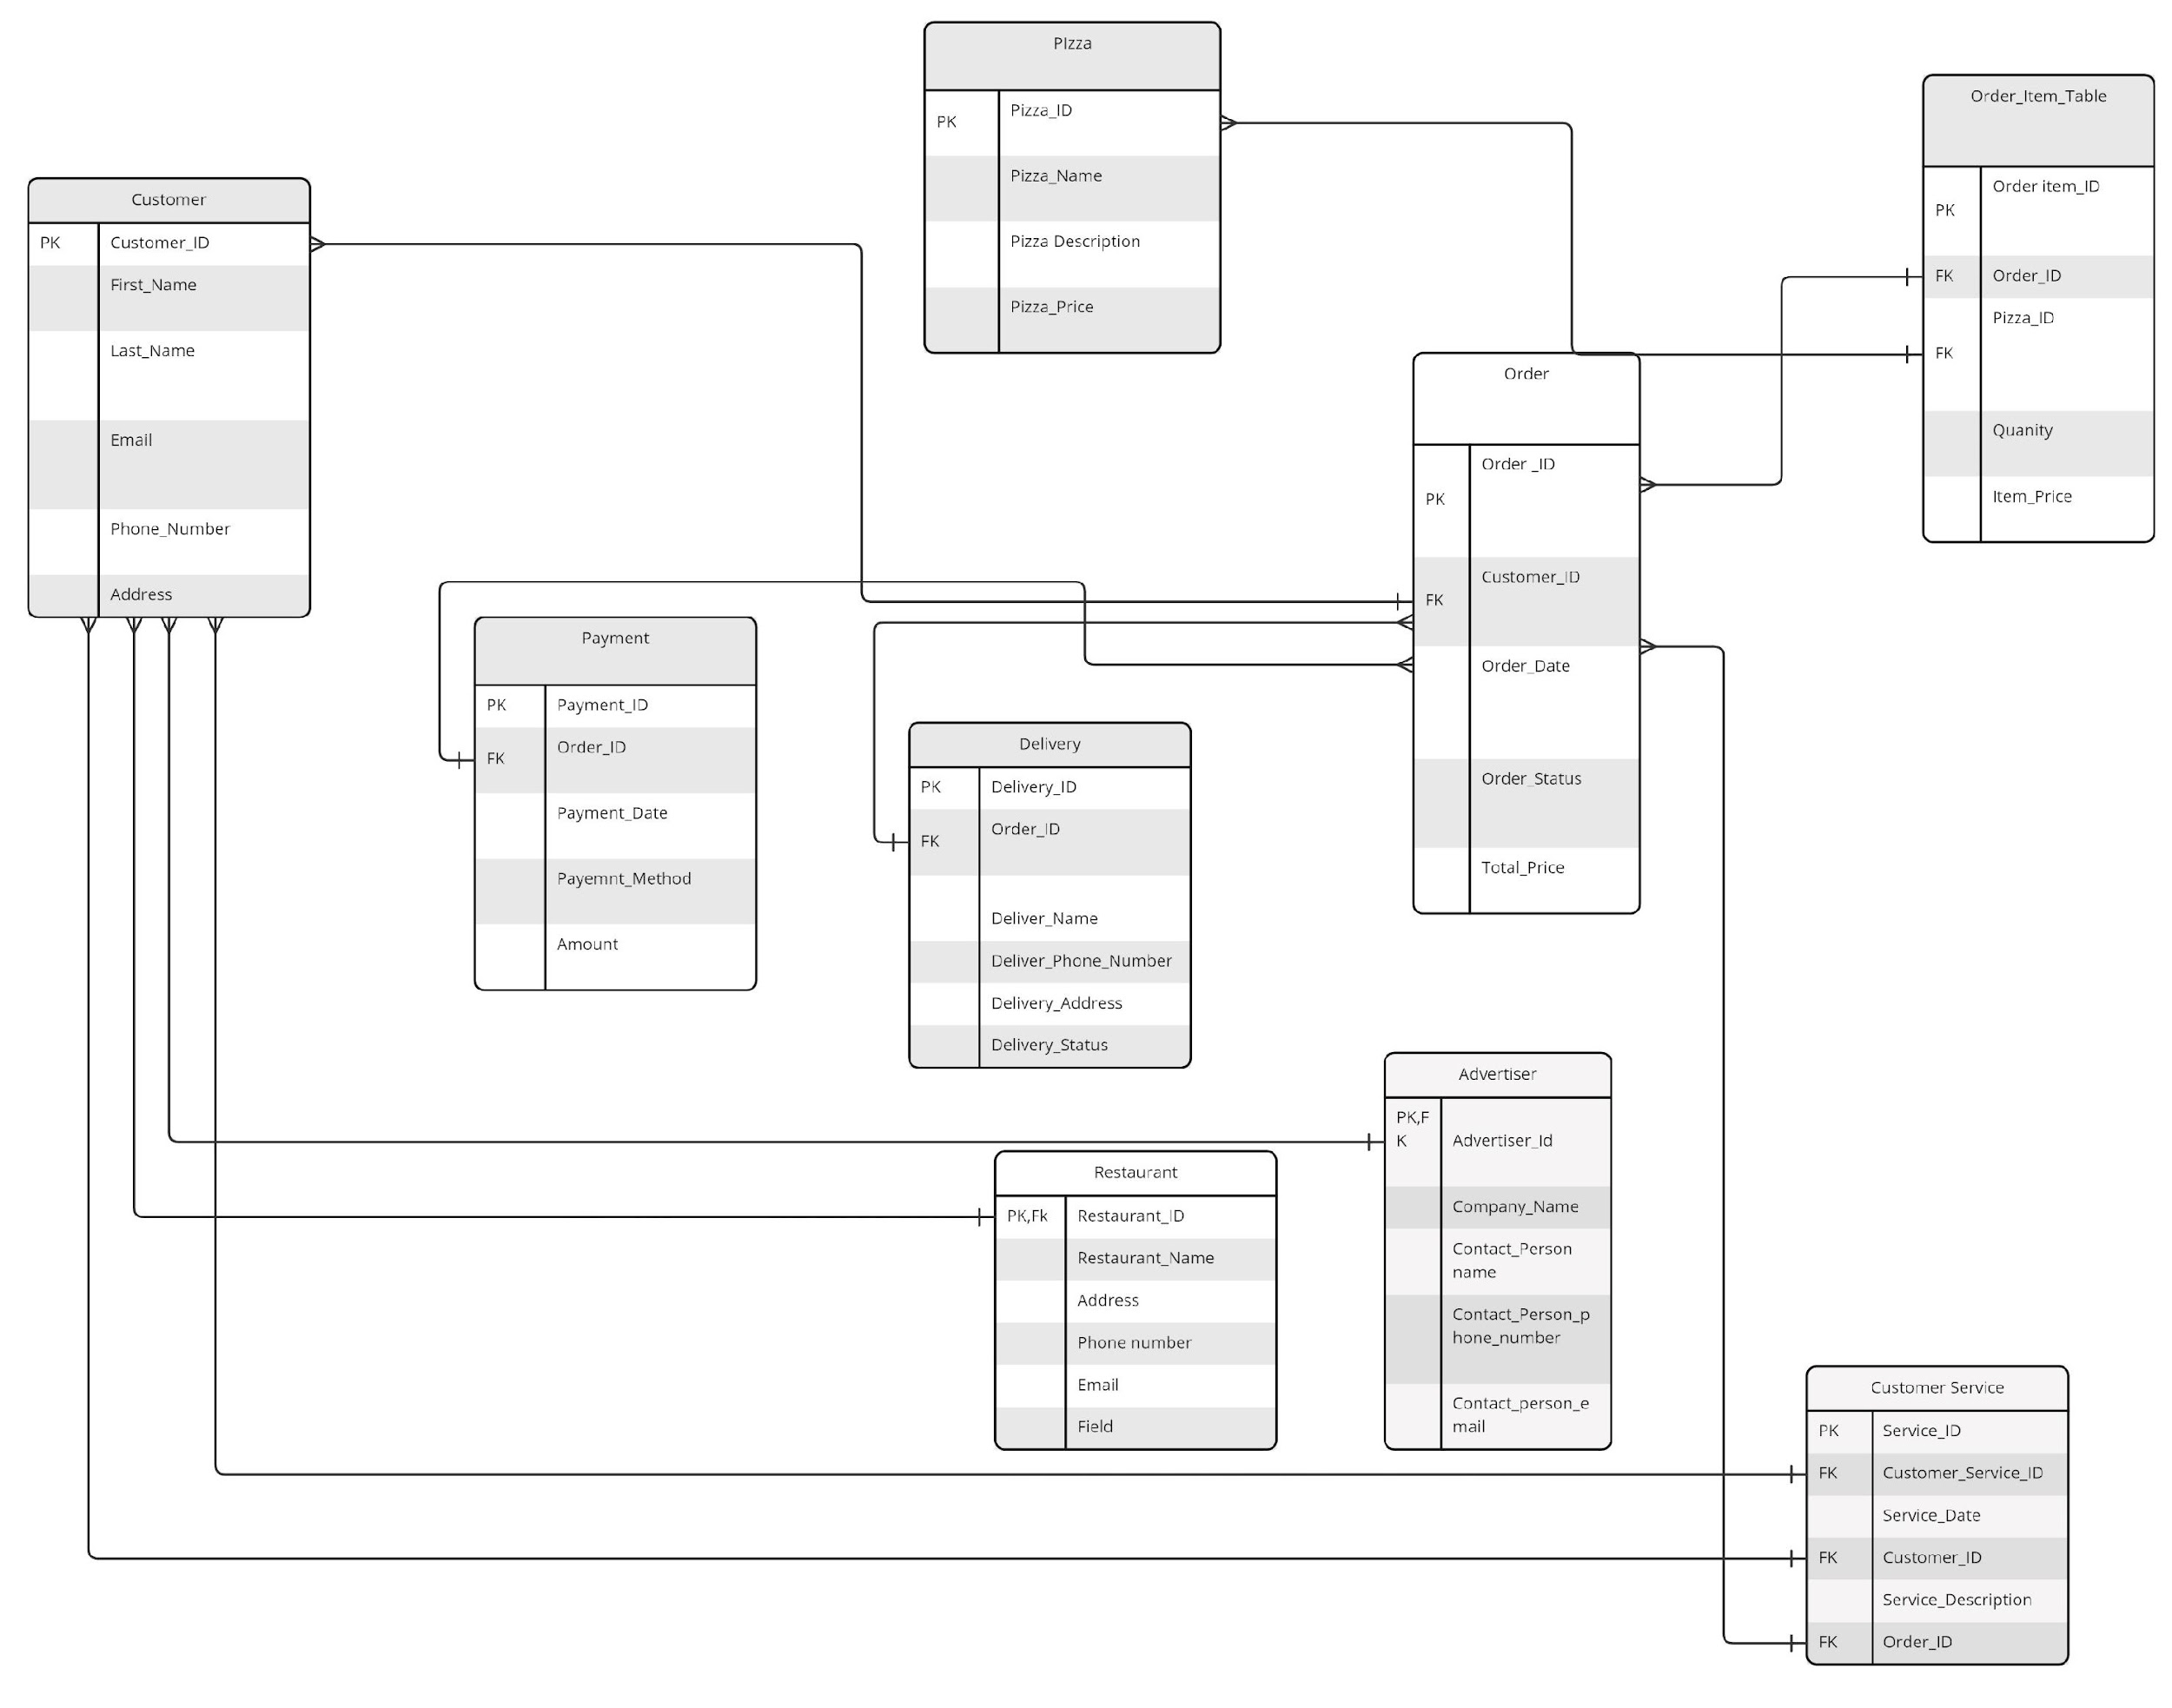 PIzza
PK
Pizza_ID
Pizza_Name
Pizza Description
Pizza_Price
Order_Item_Table
PK
Order item_ID
FK
Order_ID
FK
Pizza_ID
Quanity
Item_Price
Customer
PK
Customer_ID
First_Name
Last_Name
Email
Phone_Number
Address
Order
PK
Order _ID
FK
Customer_ID
Order_Date
Order_Status
Total_Price
Payment
PK
Payment_ID
FK
Order_ID
Payment_Date
Payemnt_Method
Amount
Delivery
PK
Delivery_ID
FK
Order_ID
Deliver_Name
Deliver_Phone_Number
Delivery_Address
Delivery_Status
Advertiser
PK,F
K
Advertiser_Id
Company_Name
Contact_Person
name
Contact_Person_p
hone_number
Contact_person_e
mail
Restaurant
PK,Fk
Restaurant_ID
Restaurant_Name
Address
Phone number
Email
Field
Customer Service
PK
Service_ID
FK
Customer_Service_ID
Service_Date
FK
Customer_ID
Service_Description
FK
Order_ID